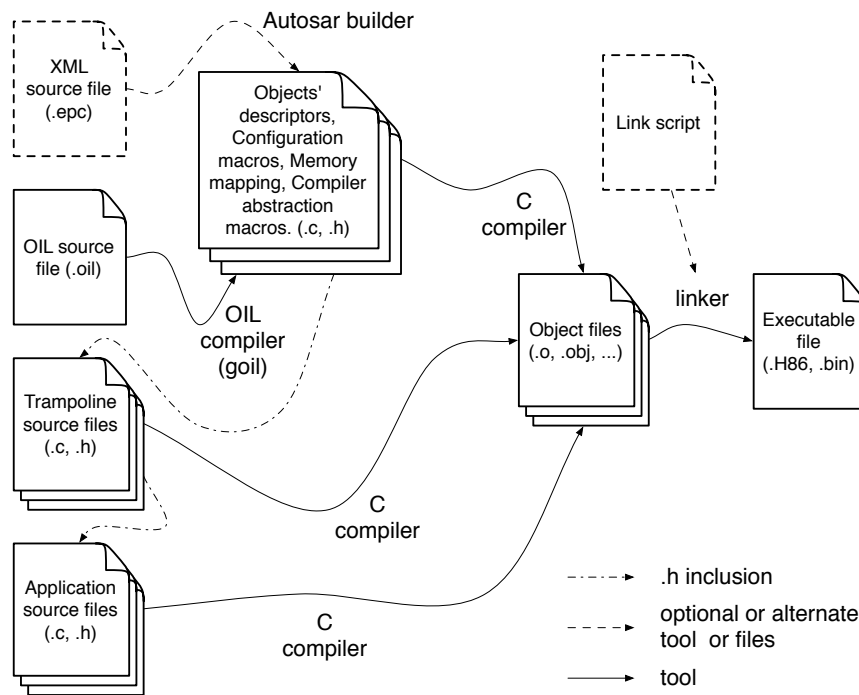 Autosar builder
XML
source file
(.epc)
Objects'
descriptors,
Configuration
macros, Memory
mapping, Compiler
abstraction
macros. (.c, .h)
Link script
C
compiler
OIL source
file (.oil)
OIL
compiler
(goil)
linker
Object files
(.o, .obj, ...)
Executable
file
(.H86, .bin)
Trampoline
source files
(.c, .h)
C
compiler
Application
source files
(.c, .h)
C
compiler
.h inclusion
optional or alternate
tool or files
tool